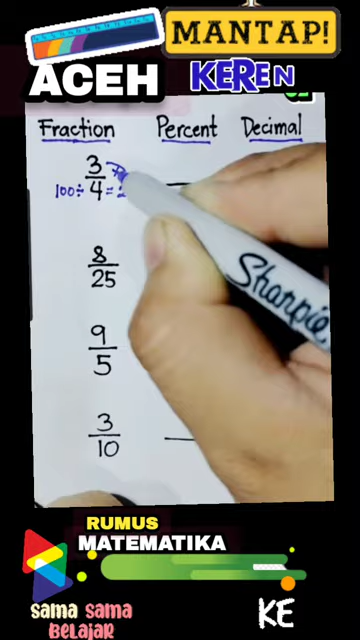 MANTAP!
ACEH KEREN
Fraction Percent Decimal
3
100÷4=2
8
25
9
5
3
10
Sharpie
RUMUS
MATEMATIKA
SAMA SAMA
BELAJAR
KE